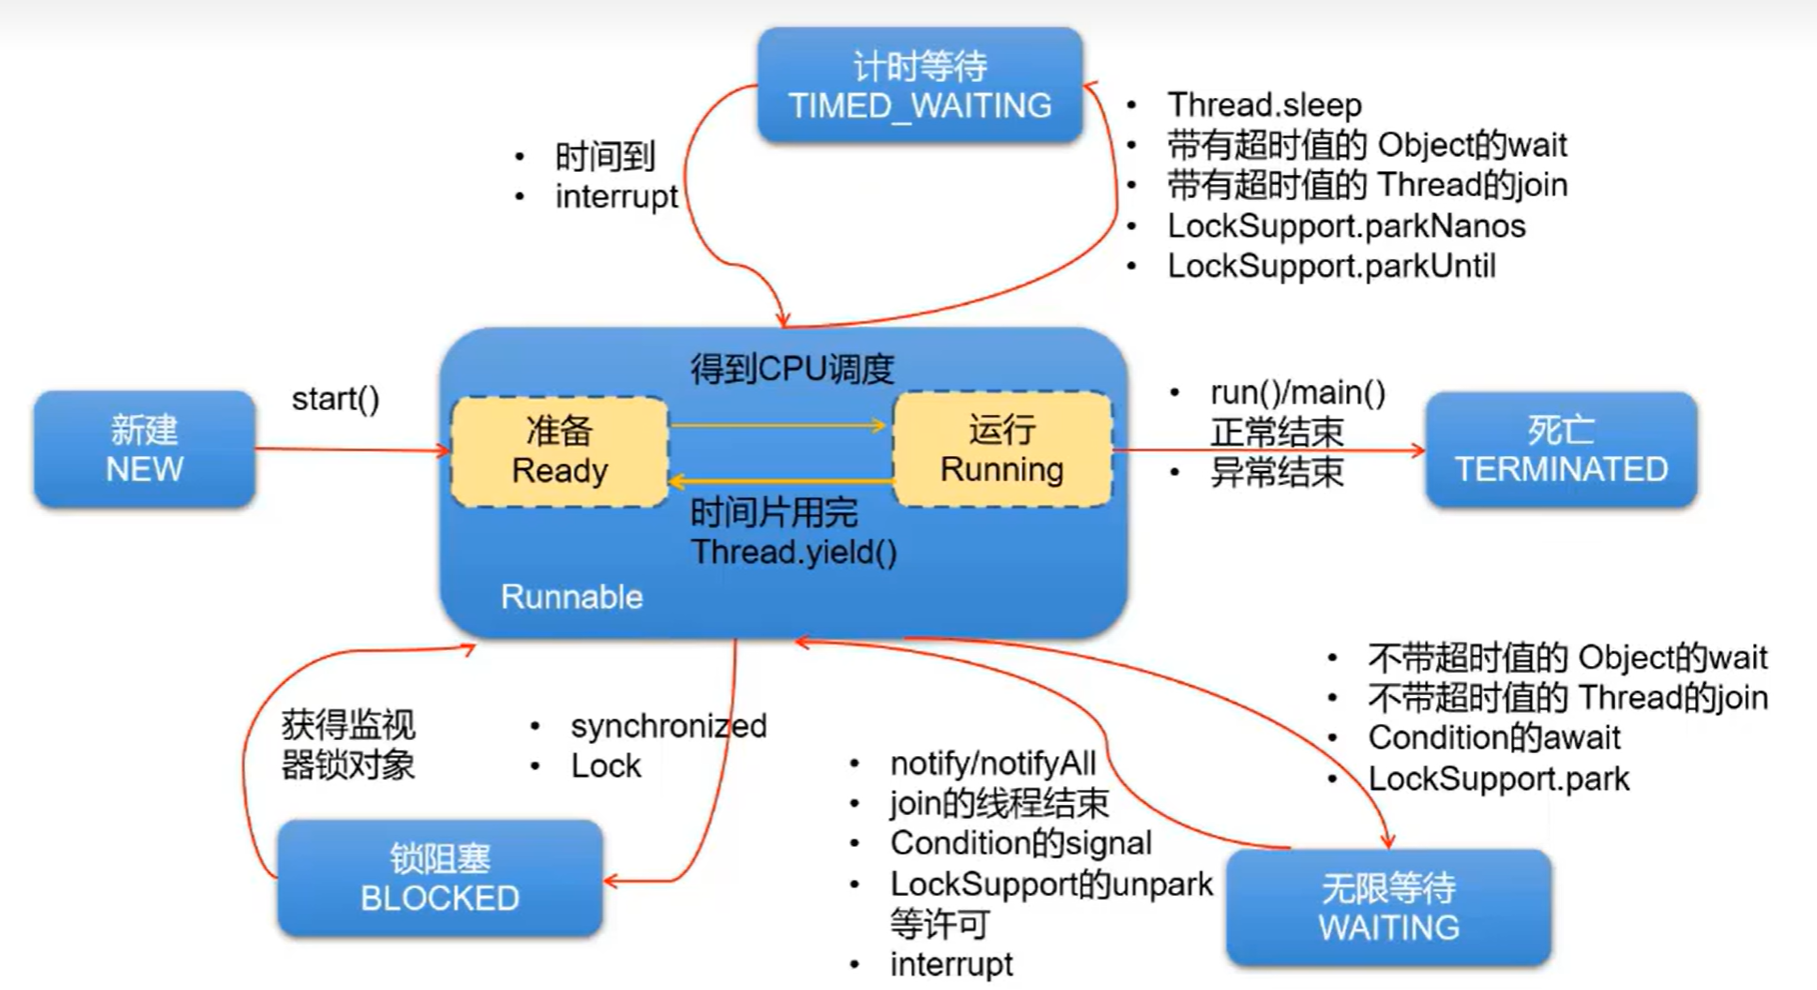 计时等待
TIMED_WAITING
• 时间到
• interrupt
• Thread.sleep
• 带有超时值的 Object的wait
• 带有超时值的 Thread的join
• LockSupport.parkNanos
• LockSupport.parkUntil
新建
NEW
start()
得到CPU调度
准备
Ready
运行
Running
时间片用完
Thread.yield()
Runnable
• run()/main()
正常结束
• 异常结束
死亡
TERMINATED
获得监视
器锁对象
• synchronized
• Lock
锁阻塞
BLOCKED
• notify/notifyAll
• join的线程结束
• Condition的signal
• LockSupport的unpark
等许可
• interrupt
• 不带超时值的 Object的wait
• 不带超时值的 Thread的join
• Condition的await
• LockSupport.park
无限等待
WAITING